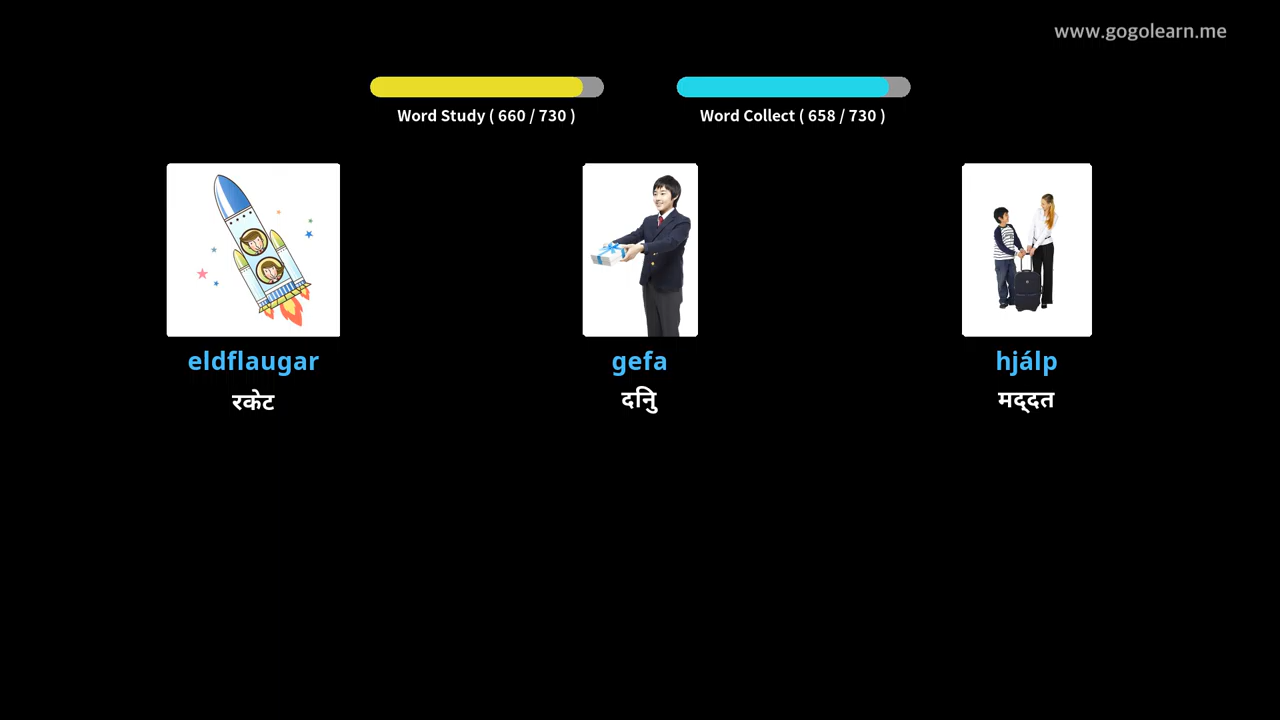 www.gogolearn.me
Word Study ( 660 / 730 )
Word Collect ( 658 / 730 )
eldflaugar
gefa
hjálp
रकेट
दिनु
मद्दत